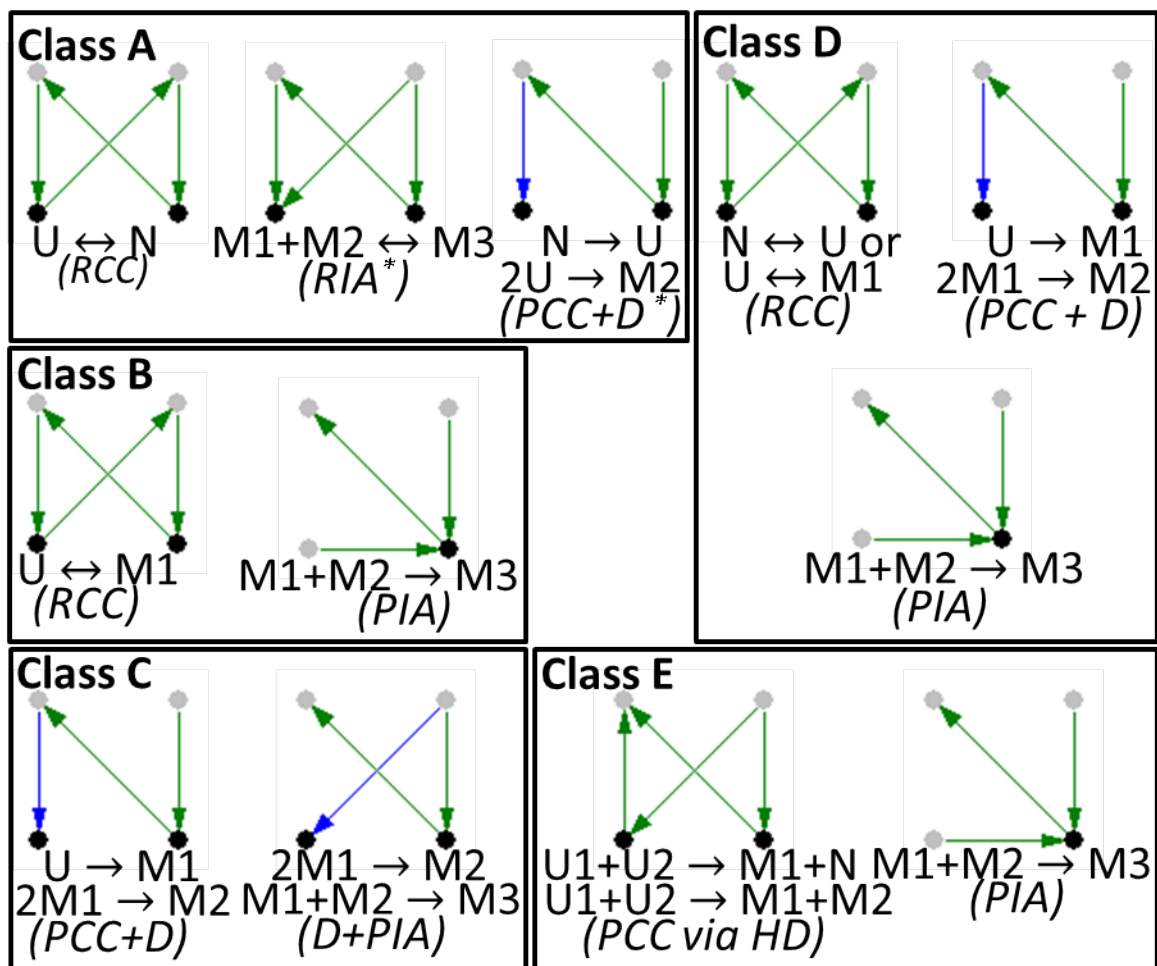 Class A
U ↔ N
(RCC)
M1+M2 ↔ M3
(RIA*)
N → U
2U → M2
(PCC+D*)
Class D
N ↔ U or
U ↔ M1
(RCC)
U → M1
2M1 → M2
(PCC + D)
M1+M2 → M3
(PIA)
Class B
U ↔ M1
(RCC)
M1+M2 → M3
(PIA)
Class C
U → M1
2M1 → M2
(PCC+D)
2M1 → M2
M1+M2 → M3
(D+PIA)
Class E
U1+U2 → M1+N
U1+U2 → M1+M2
(PCC via HD)
M1+M2 → M3
(PIA)